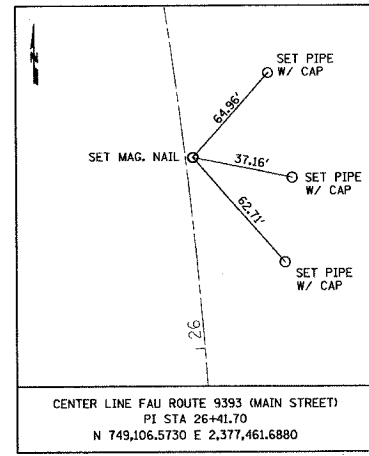 N
SET PIPE
W/ CAP
64.96'
SET MAG. NAIL
37.16'
SET PIPE
W/ CAP
62.71'
SET PIPE
W/ CAP
26
CENTER LINE FAU ROUTE 9393 (MAIN STREET)
PI STA 26+41.70
N 749,106.5730 E 2,377,461.6880